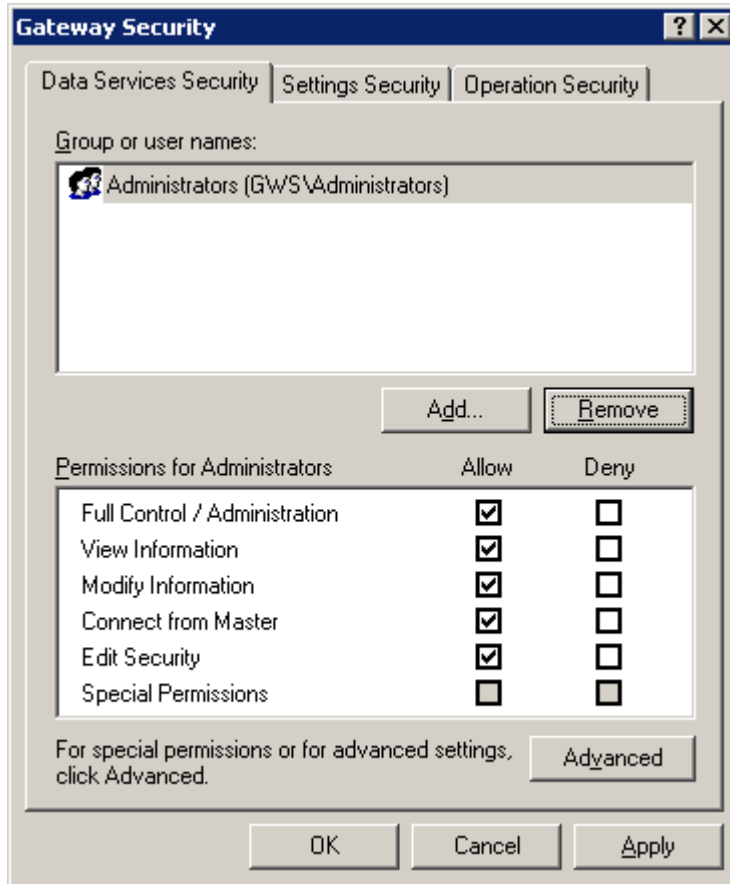 Gateway Security
Data Services Security Settings Security Operation Security
Group or user names:
Administrators (GWS\Administrators)
Add... Remove
Permissions for Administrators Allow Deny
Full Control / Administration
View Information
Modify Information
Connect from Master
Edit Security
Special Permissions
For special permissions or for advanced settings,
click Advanced.
Advanced
OK Cancel Apply